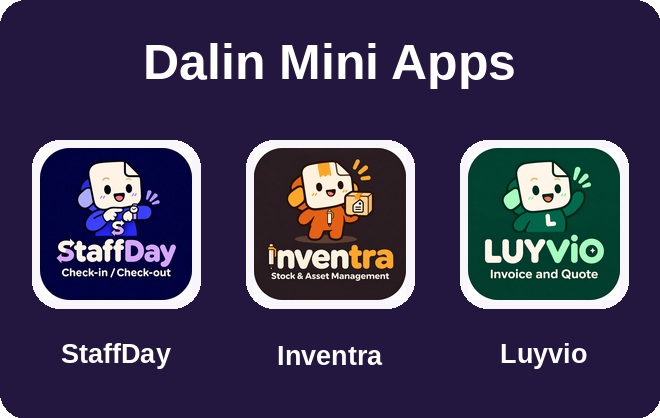 Dalin Mini Apps
S
StaffDay
Check-in / Check-out
inventra
Stock & Asset Management
L
LUYViO
Invoice and Quote
StaffDay
Inventra
Luyvio